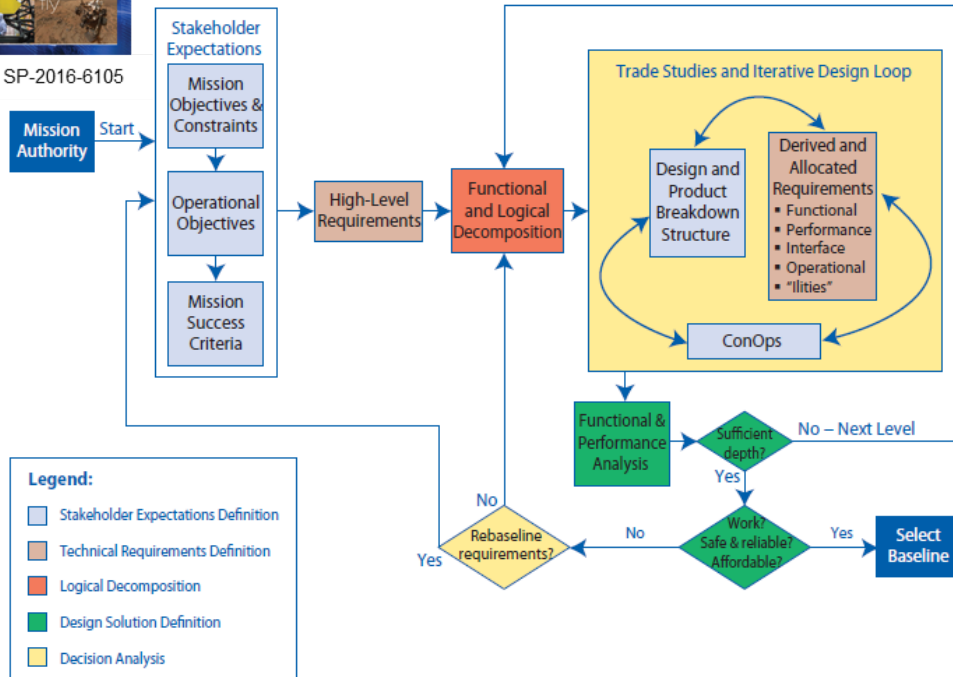 fly
SP-2016-6105
Mission
Authority
Start
Stakeholder
Expectations
Mission
Objectives &
Constraints
Operational
Objectives
Mission
Success
Criteria
High-Level
Requirements
Functional
and Logical
Decomposition
Trade Studies and Iterative Design Loop
Design and
Product
Breakdown
Structure
Derived and
Allocated
Requirements
▪ Functional
▪ Performance
▪ Interface
▪ Operational
▪ "Ilities"
ConOps
Functional &
Performance
Analysis
Sufficient
depth?
No – Next Level
Yes
Work?
Safe & reliable?
Affordable?
Yes
Select
Baseline
No
Rebaseline
requirements?
No
Yes
Legend:
Stakeholder Expectations Definition
Technical Requirements Definition
Logical Decomposition
Design Solution Definition
Decision Analysis